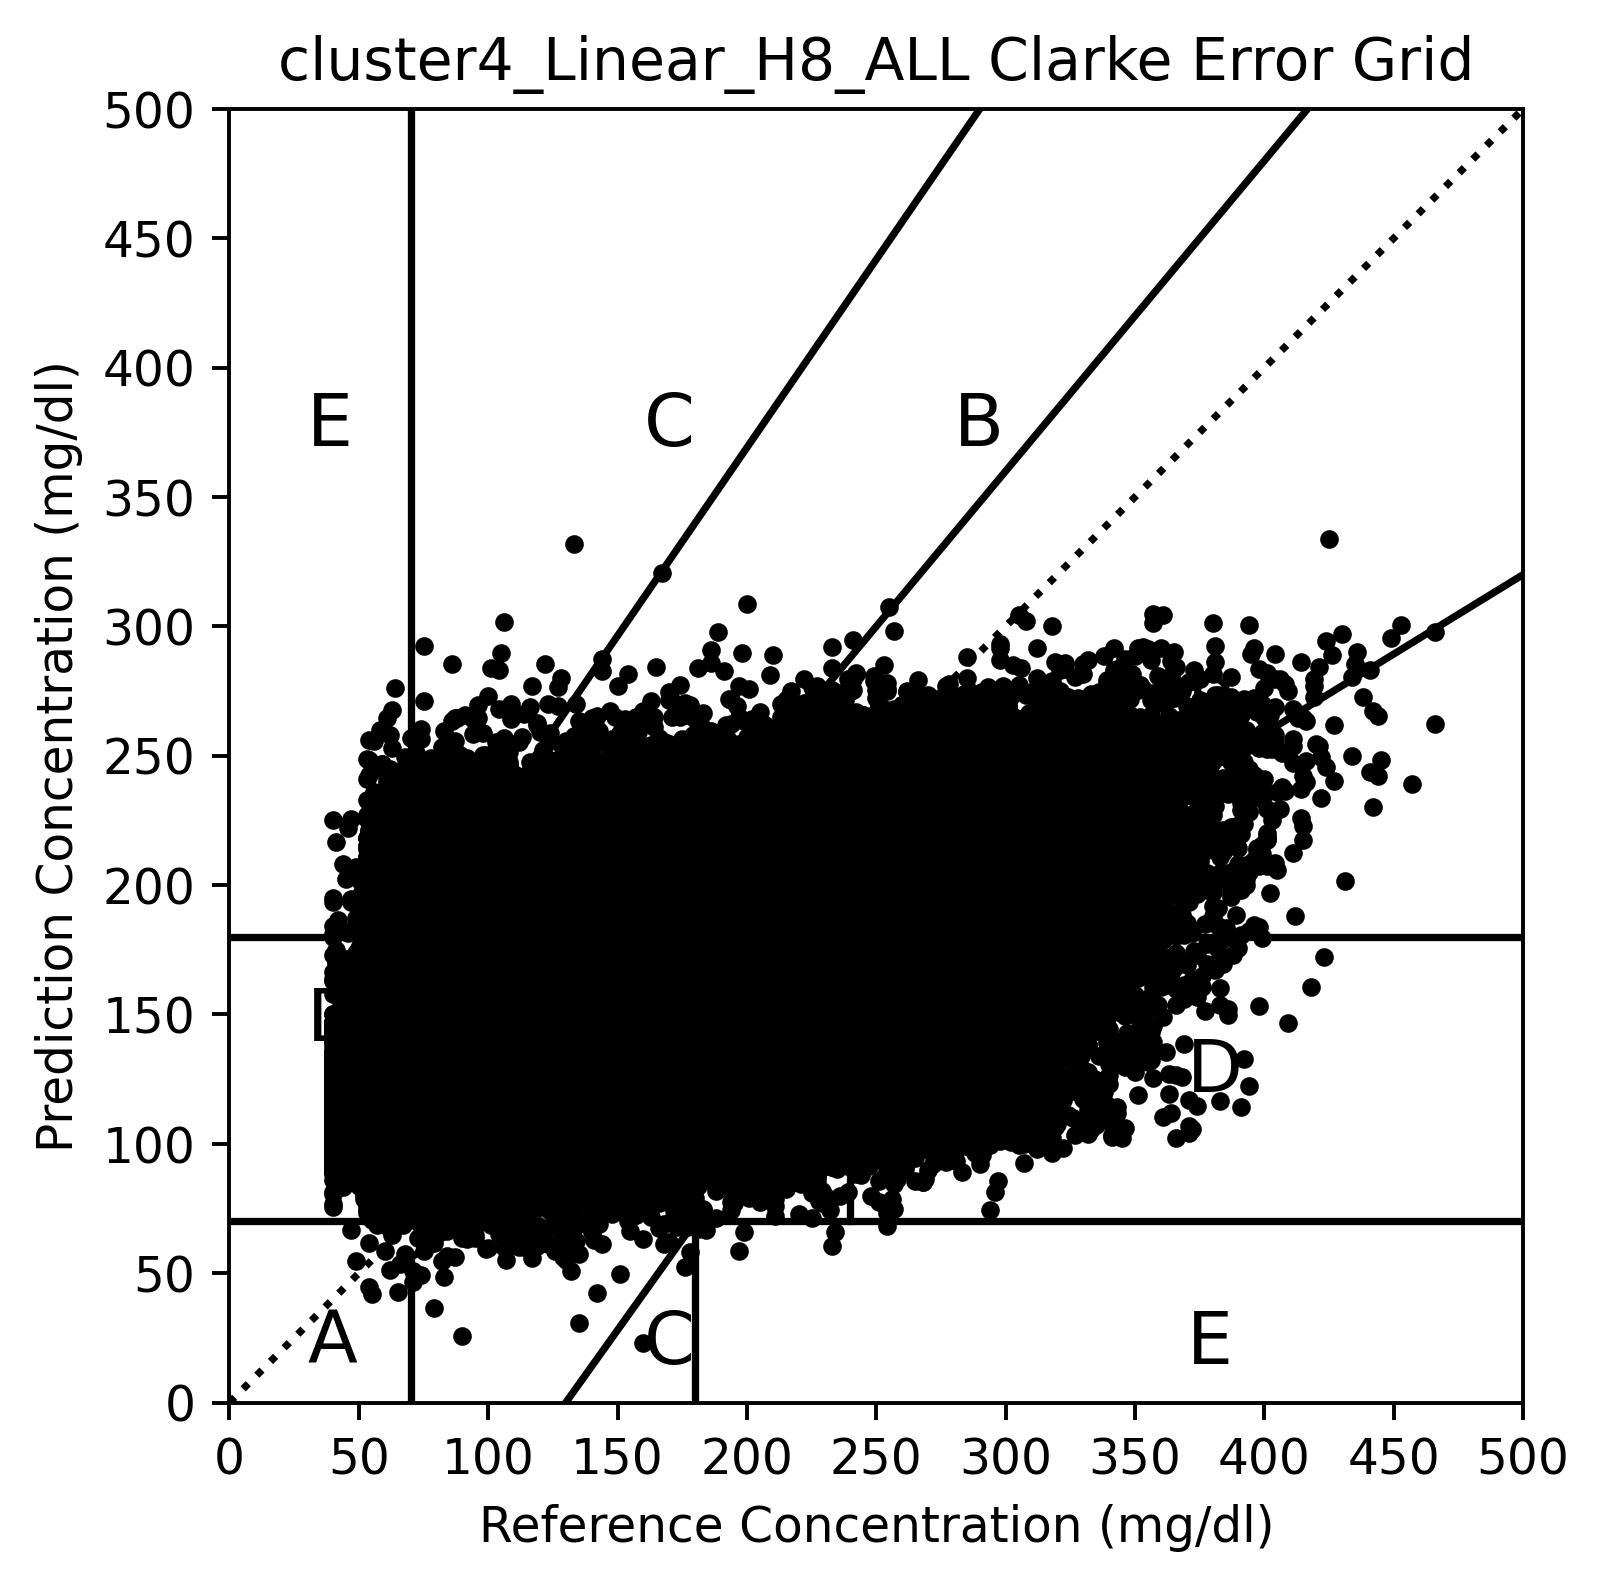 cluster4_Linear_H8_ALL Clarke Error Grid
500
450
400
350
300
250
200
150
100
50
0
Prediction Concentration (mg/dl)
E
C
B
D
A
C
E
0 50 100 150 200 250 300 350 400 450 500
Reference Concentration (mg/dl)